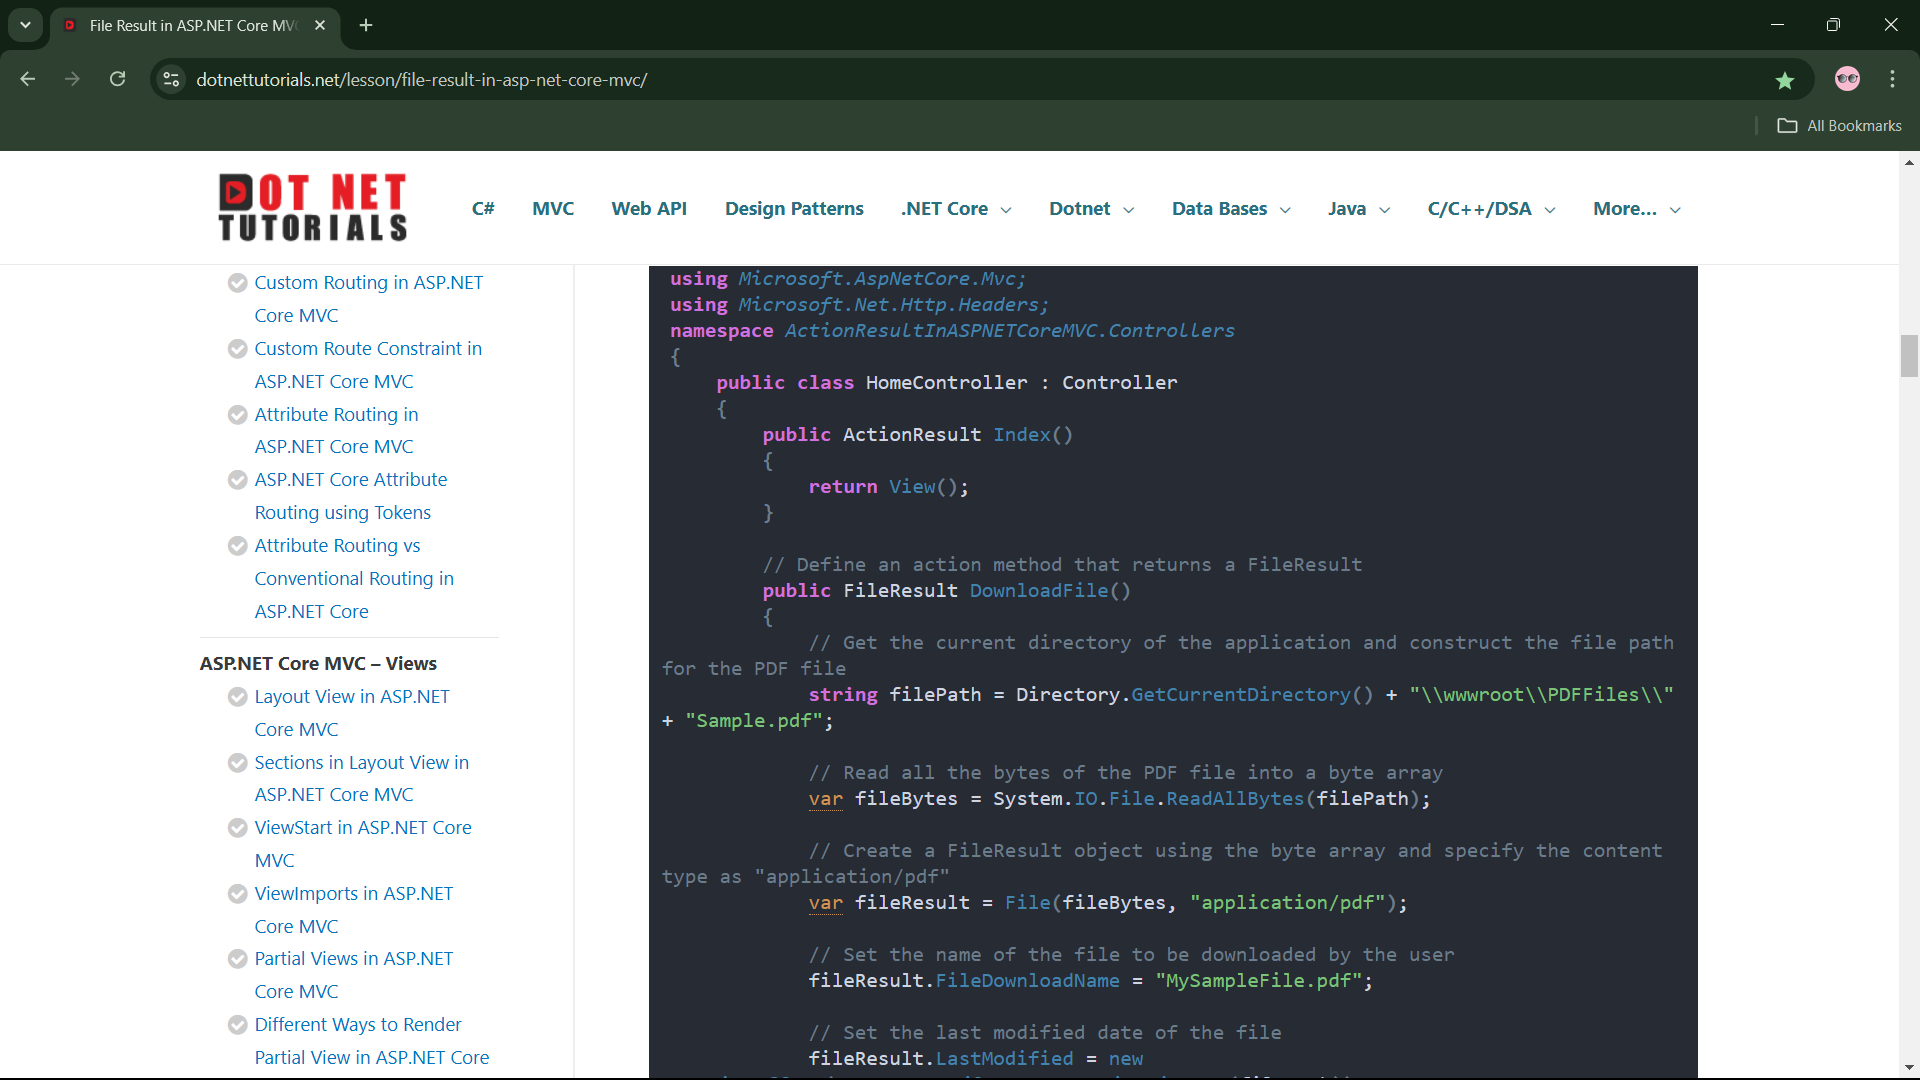 File Result in ASP.NET Core MV
dotnettutorials.net/lesson/file-result-in-asp-net-core-mvc/
All Bookmarks
DOT NET
TUTORIALS
C#
MVC
Web API
Design Patterns
.NET Core
Dotnet
Data Bases
Java
C/C++/DSA
More...
Custom Routing in ASP.NET
Core MVC
Custom Route Constraint in
ASP.NET Core MVC
Attribute Routing in
ASP.NET Core MVC
ASP.NET Core Attribute
Routing using Tokens
Attribute Routing vs
Conventional Routing in
ASP.NET Core
ASP.NET Core MVC – Views
Layout View in ASP.NET
Core MVC
Sections in Layout View in
ASP.NET Core MVC
ViewStart in ASP.NET Core
MVC
ViewImports in ASP.NET
Core MVC
Partial Views in ASP.NET
Core MVC
Different Ways to Render
Partial View in ASP.NET Core
using Microsoft.AspNetCore.Mvc;
using Microsoft.Net.Http.Headers;
namespace ActionResultInASPNETCoreMVC.Controllers
{
public class HomeController : Controller
{
public ActionResult Index()
{
return View();
}
// Define an action method that returns a FileResult
public FileResult DownloadFile()
{
// Get the current directory of the application and construct the file path
for the PDF file
string filePath = Directory.GetCurrentDirectory() + "\\wwwroot\\PDFFiles\\"
+ "Sample.pdf";
// Read all the bytes of the PDF file into a byte array
var fileBytes = System.IO.File.ReadAllBytes(filePath);
// Create a FileResult object using the byte array and specify the content
type as "application/pdf"
var fileResult = File(fileBytes, "application/pdf");
// Set the name of the file to be downloaded by the user
fileResult.FileDownloadName = "MySampleFile.pdf";
// Set the last modified date of the file
fileResult.LastModified = new